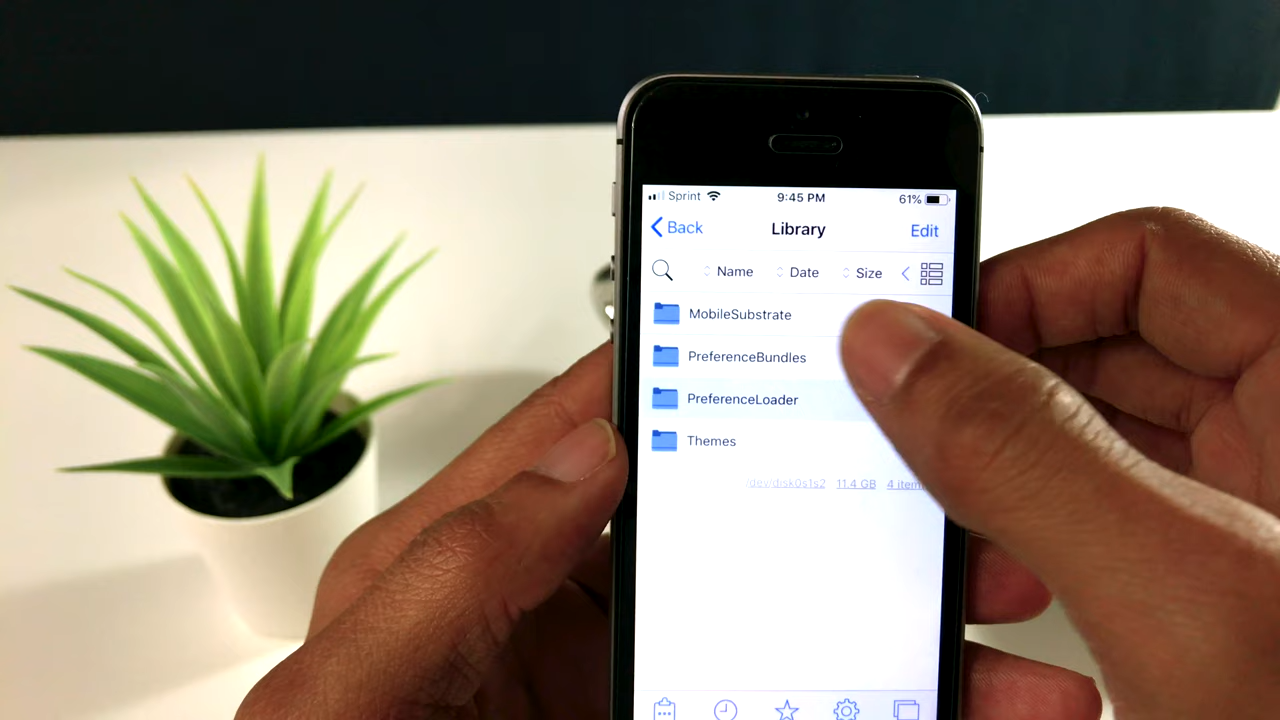 Sprint 9:45 PM 61%
Back Library Edit
Name Date Size
MobileSubstrate
PreferenceBundles
PreferenceLoader
Themes
/dev/disk0s1s2 11.4 GB 4 item